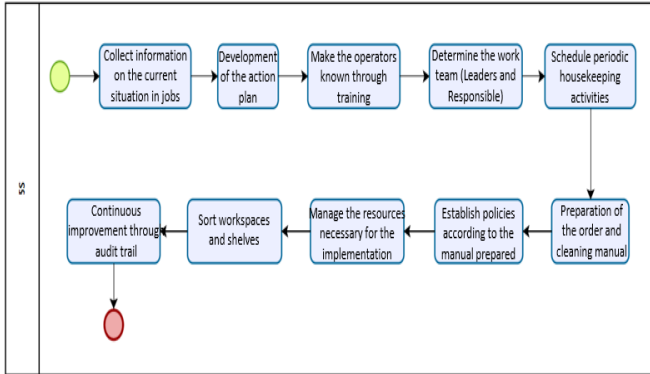 ss
Collect information
on the current
situation in jobs
Development
of the action
plan
Make the operators
known through
training
Determine the work
team (Leaders and
Responsible)
Schedule periodic
housekeeping
activities
Preparation of
the order and
cleaning manual
Establish policies
according to the
manual prepared
Manage the resources
necessary for the
implementation
Sort workspaces
and shelves
Continuous
improvement through
audit trail